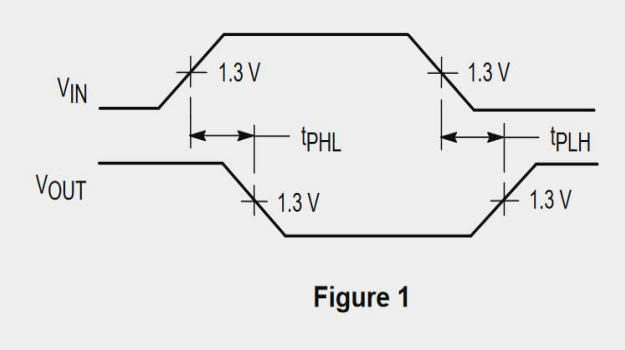 VIN
1.3 V
1.3 V
tPHL
tPLH
VOUT
1.3 V
1.3 V
Figure 1